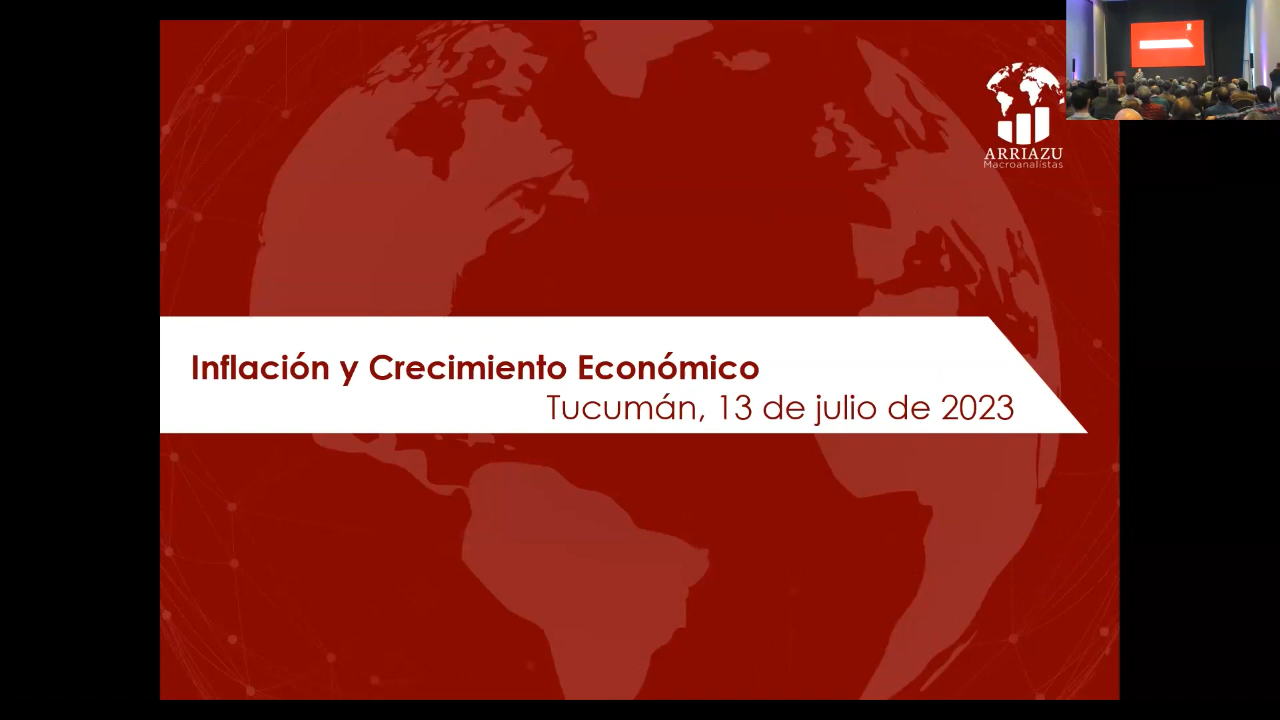 ARRIAZU
Macroanalistas
Inflación y Crecimiento Económico
Tucumán, 13 de julio de 2023